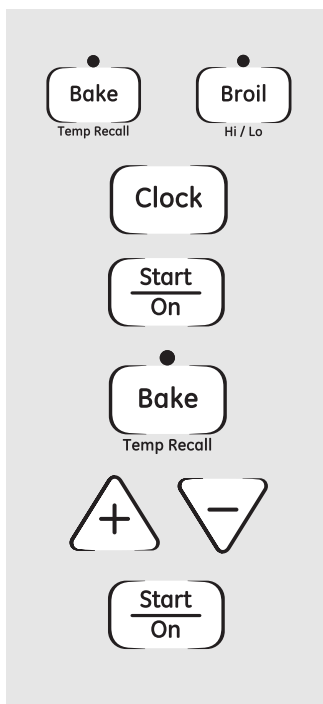 Bake Broil
Temp Recall Hi / Lo
Clock
Start
On
Bake
Temp Recall
+ −
Start
On